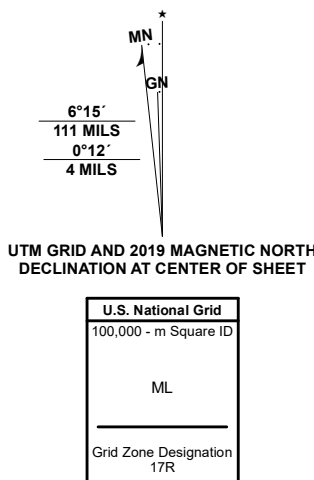 MN
GN
6°15´
111 MILS
0°12´
4 MILS
UTM GRID AND 2019 MAGNETIC NORTH
DECLINATION AT CENTER OF SHEET
U.S. National Grid
100,000 - m Square ID
ML
Grid Zone Designation
17R